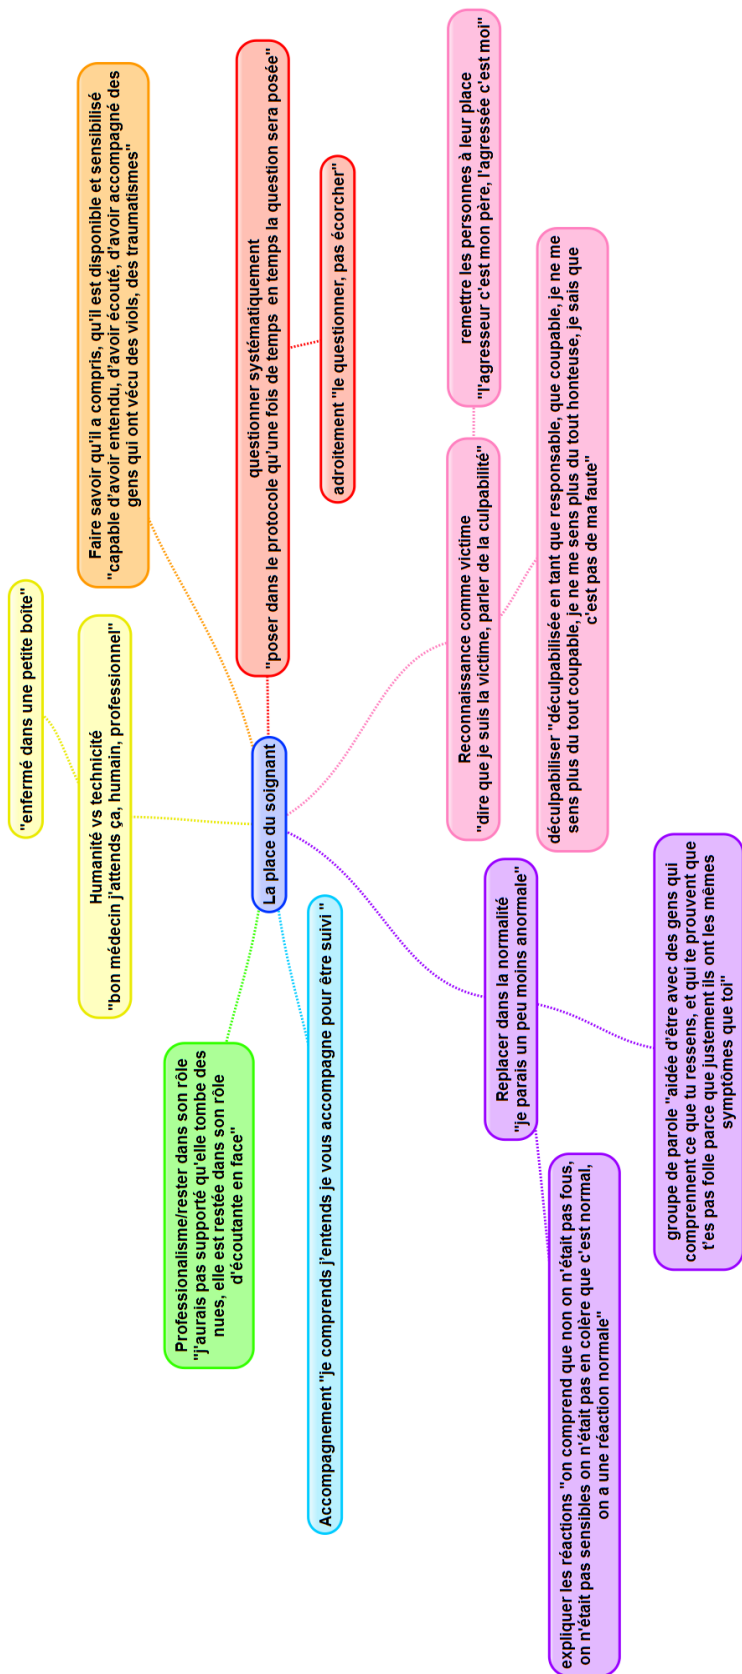 "enfermé dans une petite boîte"
Humanité vs technicité
"bon médecin j'attends ça, humain, professionnel"
Faire savoir qu'il a compris, qu'il est disponible et sensibilisé
"capable d'avoir entendu, d'avoir écouté, d'avoir accompagné des
gens qui ont vécu des viols, des traumatismes"
Professionalisme/rester dans son rôle
"j'aurais pas supporté qu'elle tombe des
nues, elle est restée dans son rôle
d'écoutante en face"
La place du soignant
questionner systématiquement
"poser dans le protocole qu'une fois de temps en temps la question sera posée"
adroitement "le questionner, pas écorcher"
Accompagnement "je comprends j'entends je vous accompagne pour être suivi "
Reconnaissance comme victime
"dire que je suis la victime, parler de la culpabilité"
remettre les personnes à leur place
"l'agresseur c'est mon père, l'agressée c'est moi"
déculpabiliser "déculpabilisée en tant que responsable, que coupable, je ne me
sens plus du tout coupable, je ne me sens plus du tout honteuse, je sais que
c'est pas de ma faute"
Replacer dans la normalité
"je parais un peu moins anormale"
expliquer les réactions "on comprend que non on n'était pas fous,
on n'était pas sensibles on n'était pas en colère que c'est normal,
on a une réaction normale"
groupe de parole "aidée d'être avec des gens qui
comprennent ce que tu ressens, et qui te prouvent que
t'es pas folle parce que justement ils ont les mêmes
symptômes que toi"